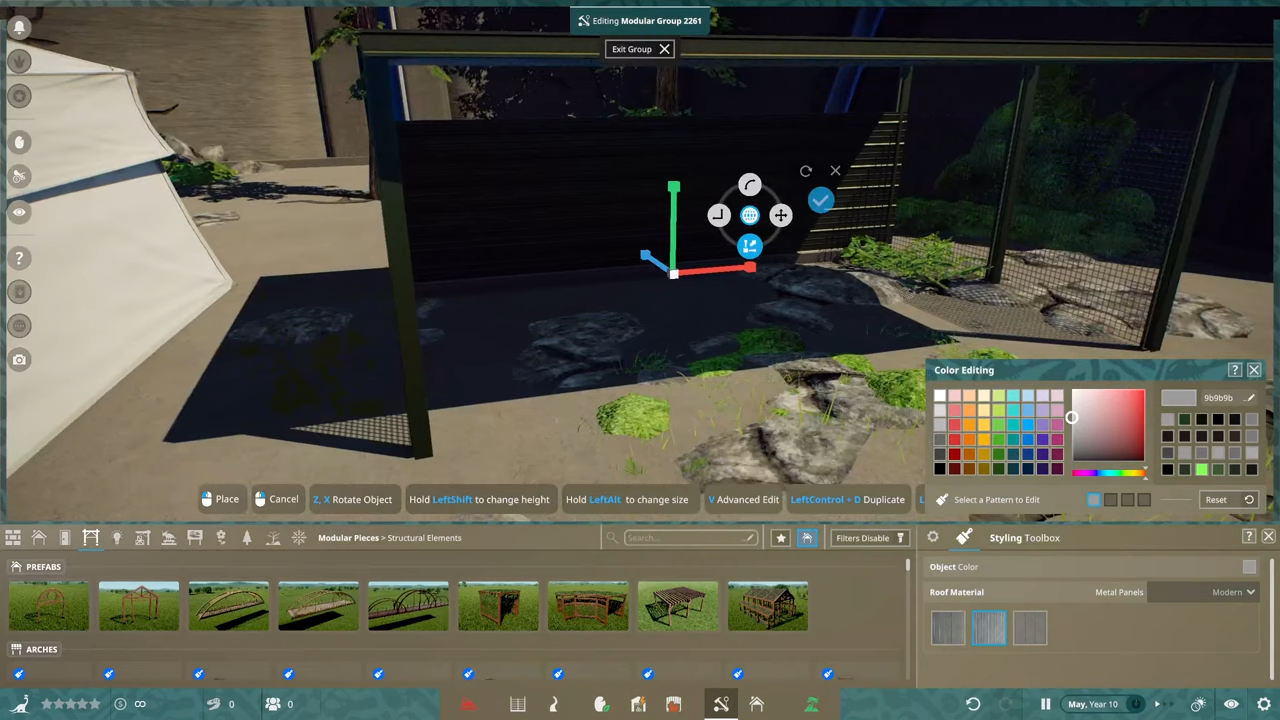 Editing Modular Group 2261
Exit Group
Color Editing
?
9b9b9b
Select a Pattern to Edit
Reset
Place
Cancel
Z, X Rotate Object
Hold LeftShift to change height
Hold LeftAlt to change size
V Advanced Edit
LeftControl + D Duplicate
Modular Pieces > Structural Elements
Search...
Filters Disable
Styling Toolbox
?
PREFABS
Object Color
Roof Material
Metal Panels
Modern
ARCHES
∞
0
0
May, Year 10
?